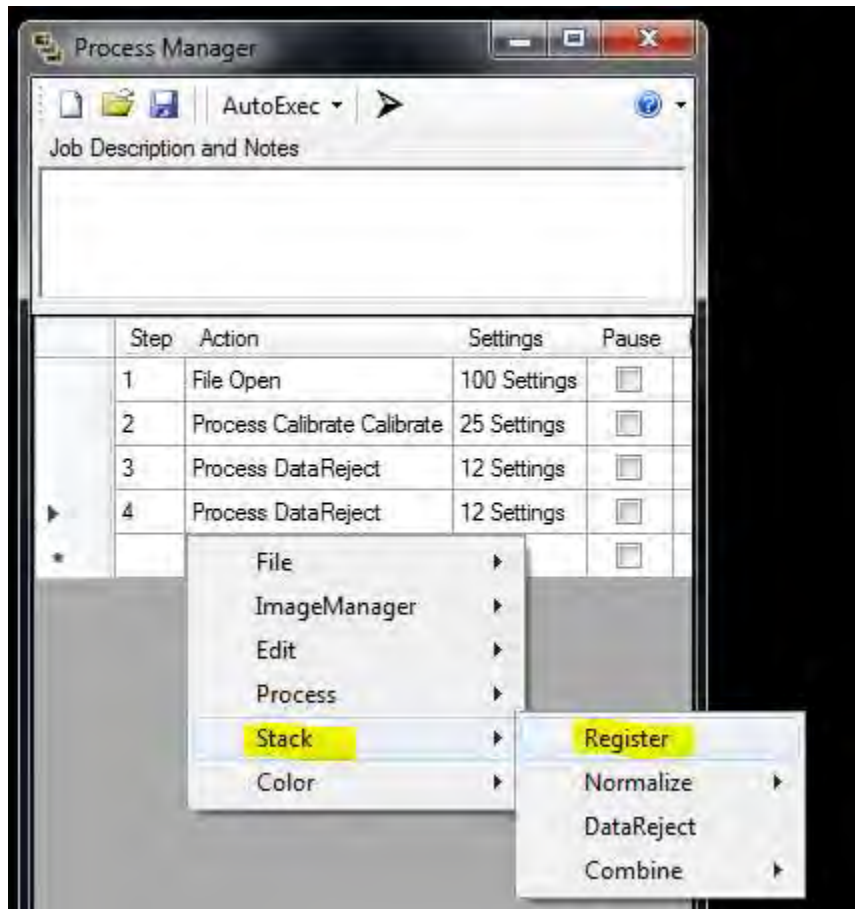 Process Manager
AutoExec
Job Description and Notes
Step Action Settings Pause
1 File Open 100 Settings
2 Process Calibrate Calibrate 25 Settings
3 Process DataReject 12 Settings
4 Process DataReject 12 Settings
*
File
ImageManager
Edit
Process
Stack
Color
Register
Normalize
DataReject
Combine